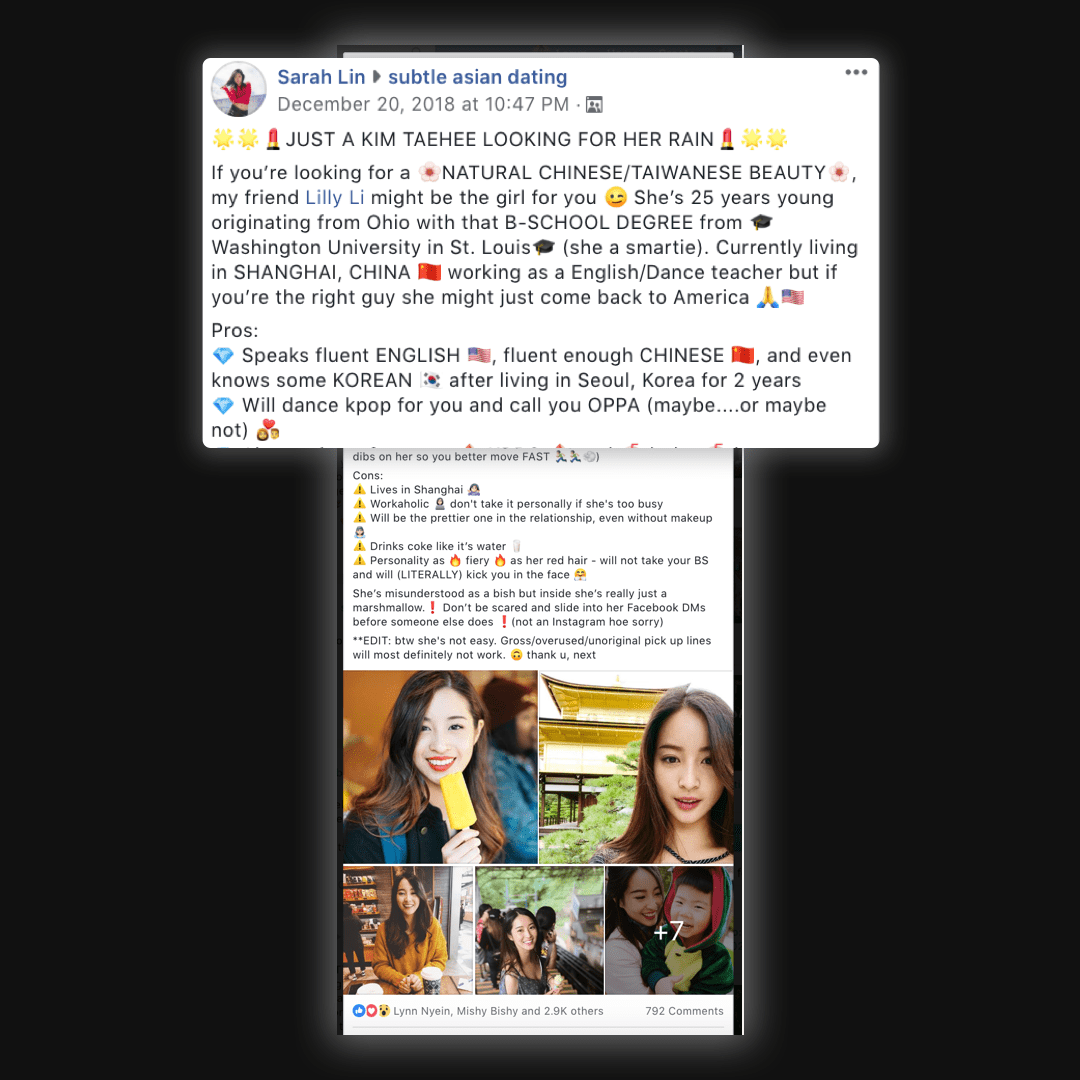 Sarah Lin ▶ subtle asian dating
December 20, 2018 at 10:47 PM ·
🌟🌟💄JUST A KIM TAEHEE LOOKING FOR HER RAIN💄🌟🌟
If you’re looking for a 🌸NATURAL CHINESE/TAIWANESE BEAUTY🌸,
my friend Lilly Li might be the girl for you 😉 She’s 25 years young
originating from Ohio with that B-SCHOOL DEGREE from 🎓
Washington University in St. Louis🎓 (she a smartie). Currently living
in SHANGHAI, CHINA 🇨🇳 working as a English/Dance teacher but if
you’re the right guy she might just come back to America 🙏🇺🇸
Pros:
💎 Speaks fluent ENGLISH 🇺🇸, fluent enough CHINESE 🇨🇳, and even
knows some KOREAN 🇰🇷 after living in Seoul, Korea for 2 years
💎 Will dance kpop for you and call you OPPA (maybe....or maybe
not) 💑
dibs on her so you better move FAST 🏃🏃💨)
Cons:
⚠️ Lives in Shanghai 🤷🏻‍♀️
⚠️ Workaholic 👩🏻‍💼 don't take it personally if she's too busy
⚠️ Will be the prettier one in the relationship, even without makeup
👰🏻
⚠️ Drinks coke like it’s water 🥛
⚠️ Personality as 🔥 fiery 🔥 as her red hair - will not take your BS
and will (LITERALLY) kick you in the face 🤗
She’s misunderstood as a bish but inside she’s really just a
marshmallow.❗ Don’t be scared and slide into her Facebook DMs
before someone else does ❗(not an Instagram hoe sorry)
**EDIT: btw she's not easy. Gross/overused/unoriginal pick up lines
will most definitely not work. 🙃 thank u, next
+7
Lynn Nyein, Mishy Bishy and 2.9K others
792 Comments